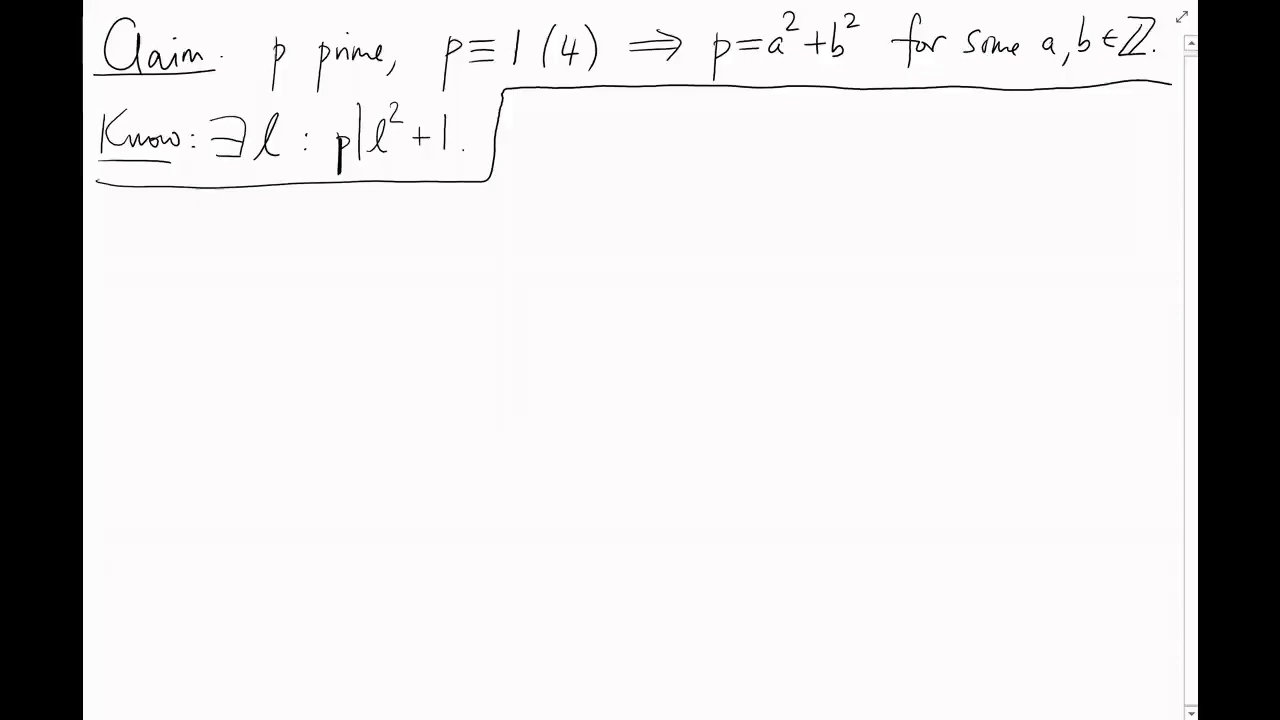 Claim. p prime, p≡1(4) ⟹ p=a²+b² for some a,b∈ℤ.
Know: ∃ℓ : p|ℓ²+1.